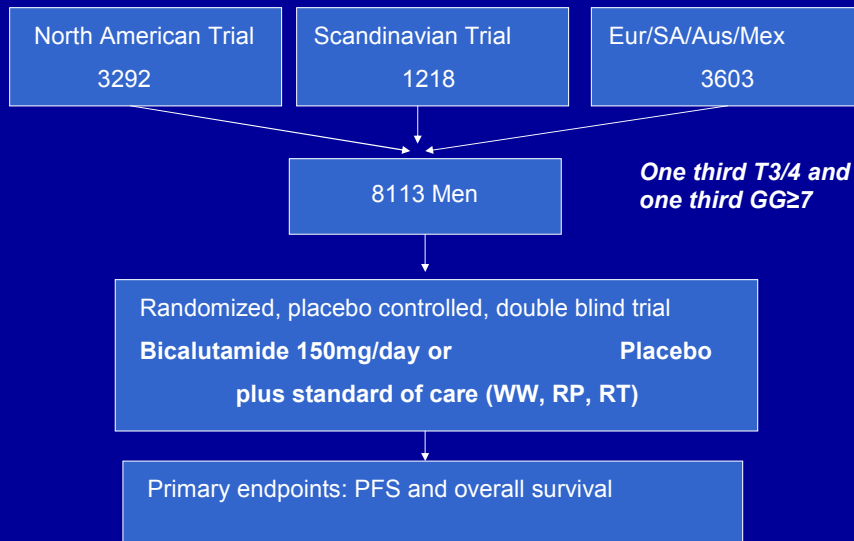 North American Trial
3292
Scandinavian Trial
1218
Eur/SA/Aus/Mex
3603
8113 Men
One third T3/4 and
one third GG≥7
Randomized, placebo controlled, double blind trial
Bicalutamide 150mg/day or Placebo
plus standard of care (WW, RP, RT)
Primary endpoints: PFS and overall survival